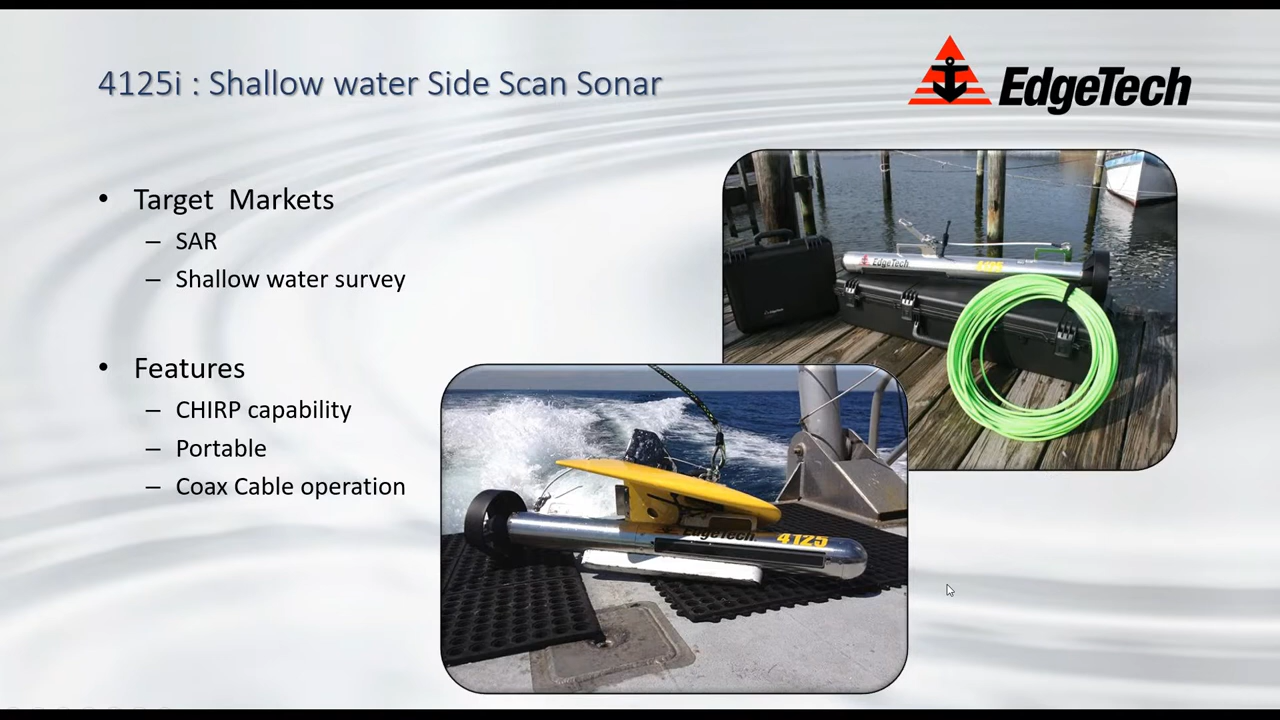 4125i : Shallow water Side Scan Sonar
EdgeTech
• Target Markets
– SAR
– Shallow water survey
• Features
– CHIRP capability
– Portable
– Coax Cable operation
EdgeTech
4125
EdgeTech
4125